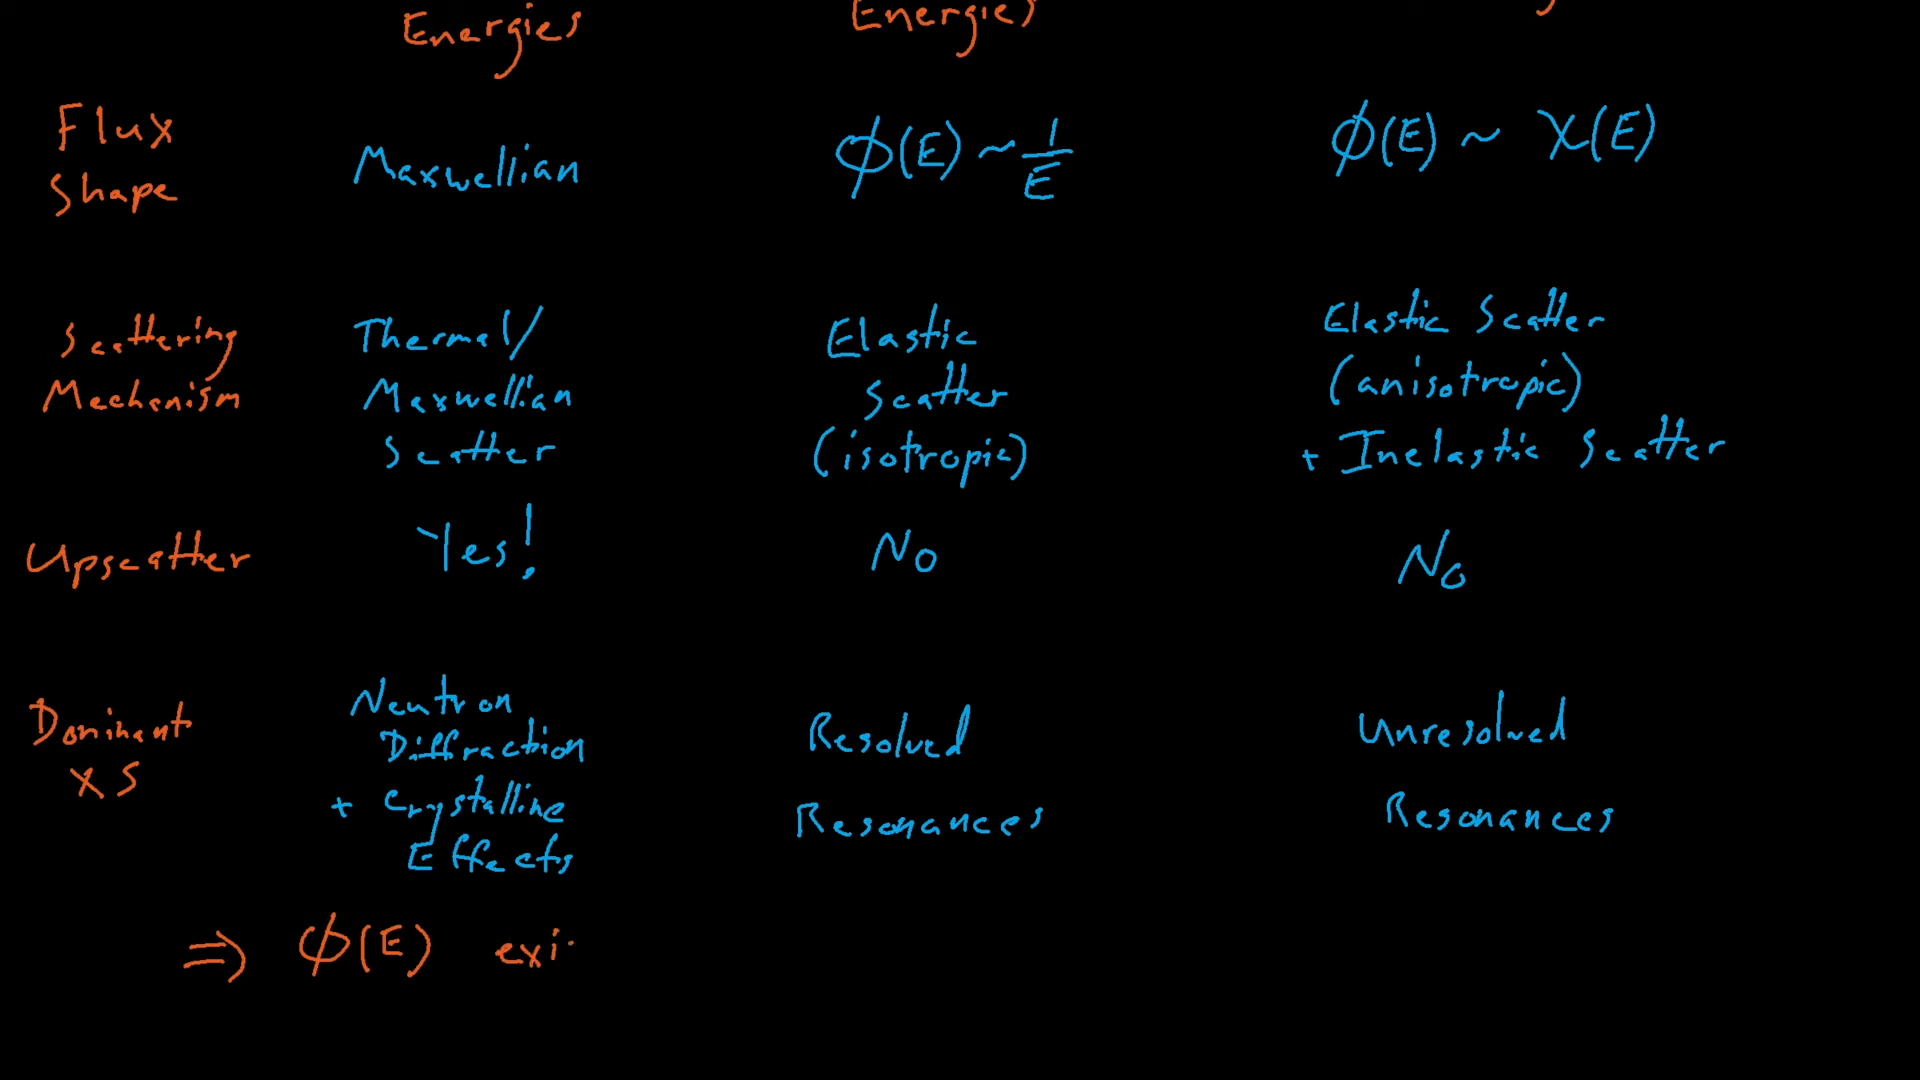 Energies Energies
Flux Shape
Maxwellian
ϕ(E) ~ 1/E
ϕ(E) ~ χ(E)
Scattering
Mechanism
Thermal/
Maxwellian
Scatter
Elastic
Scatter
(isotropic)
Elastic Scatter
(anisotropic)
+ Inelastic Scatter
Upscatter
Yes!
No
No
Dominant
XS
Neutron
Diffraction
+ Crystalline
Effects
Resolved
Resonances
Unresolved
Resonances
⇒ ϕ(E) exi